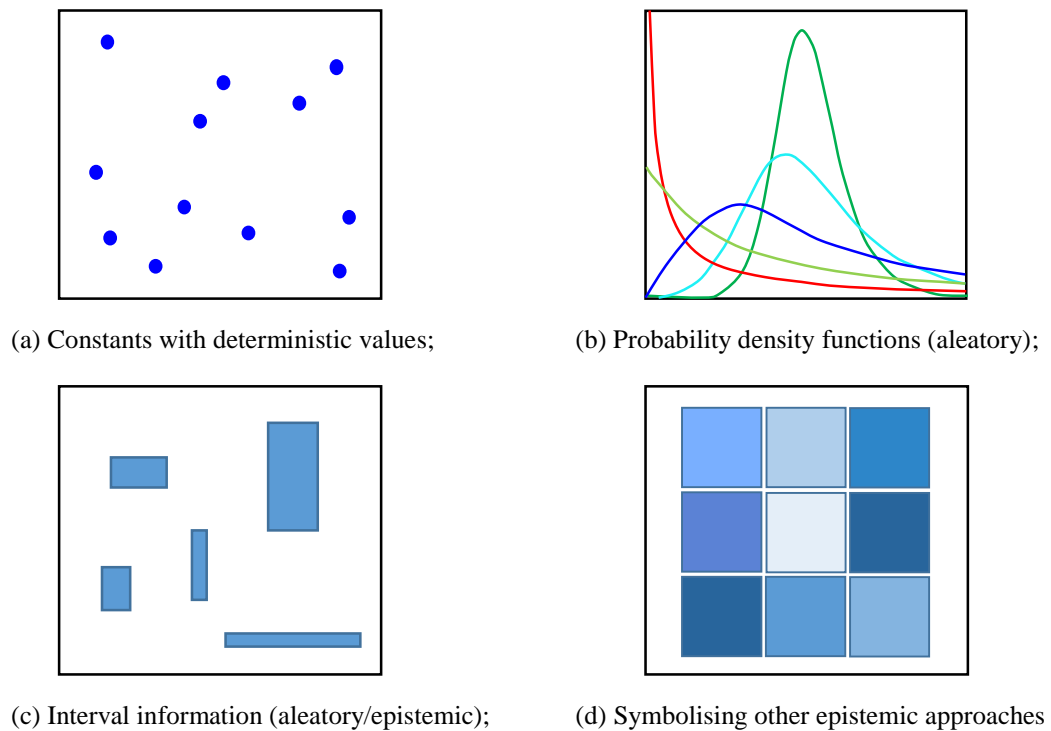 (a) Constants with deterministic values;
(b) Probability density functions (aleatory);
(c) Interval information (aleatory/epistemic);
(d) Symbolising other epistemic approaches